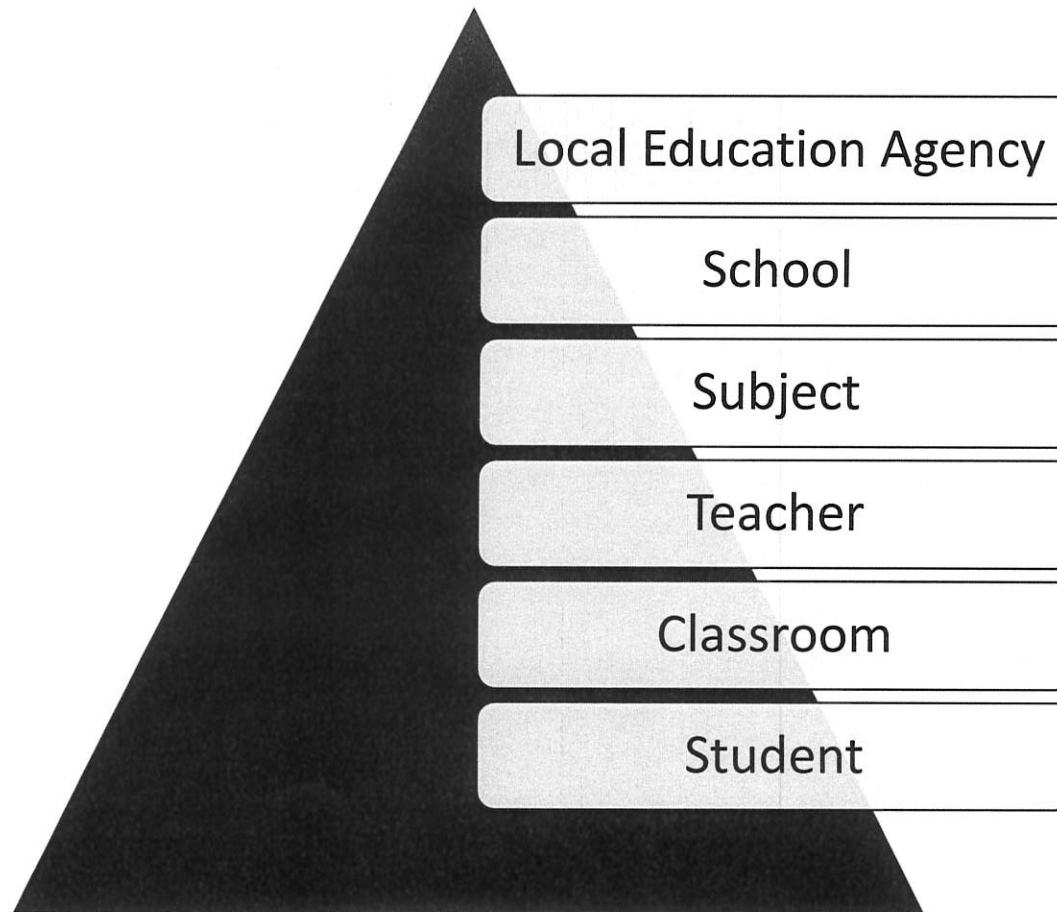 Local Education Agency
School
Subject
Teacher
Classroom
Student